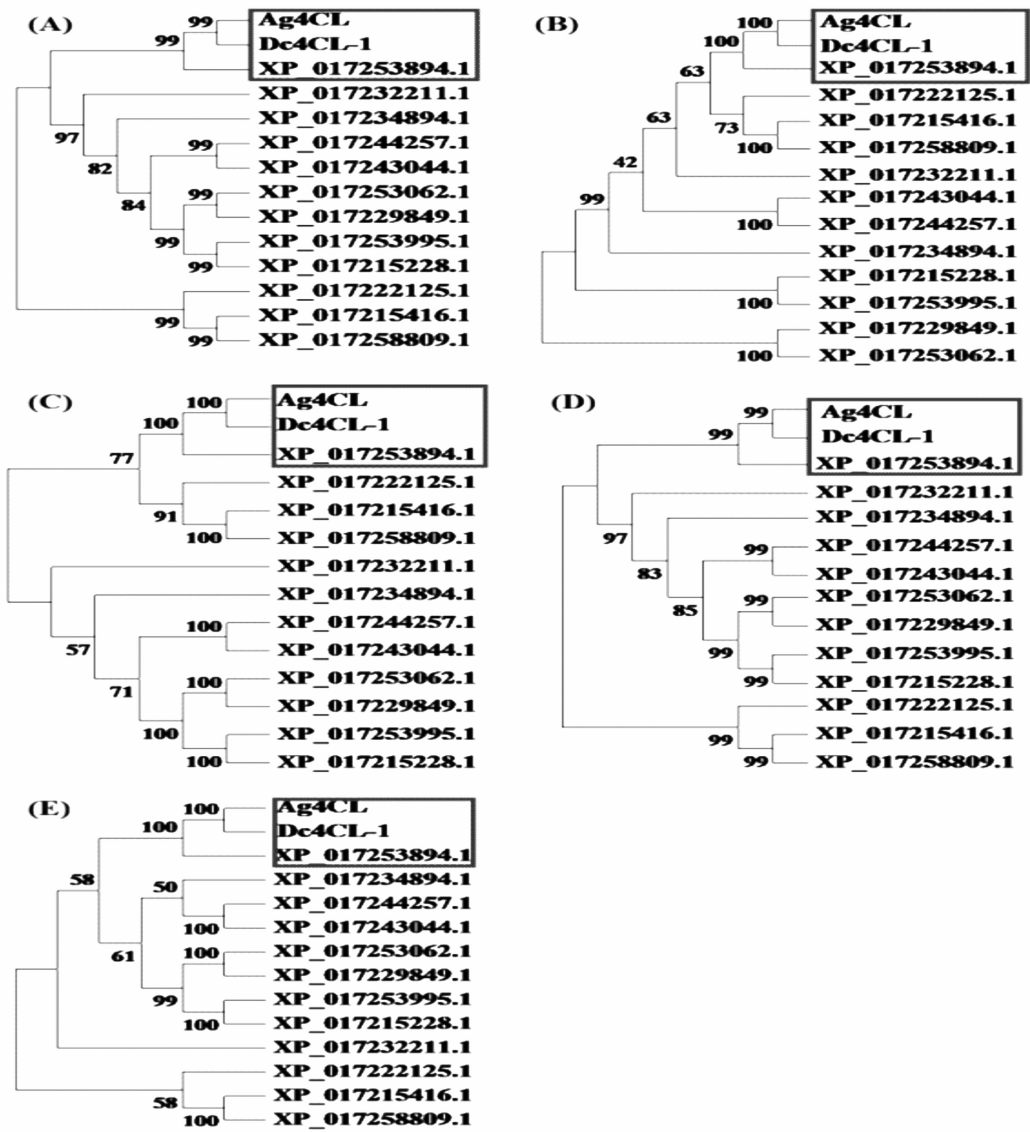 (A)
99
Ag4CL
99
Dc4CL-1
XP_017253894.1
XP_017232211.1
97
XP_017234894.1
82
99
XP_017244257.1
XP_017243044.1
84
99
XP_017253062.1
XP_017229849.1
99
XP_017253995.1
99
XP_017215228.1
XP_017222125.1
99
XP_017215416.1
99
XP_017258809.1
(B)
100
Ag4CL
100
Dc4CL-1
XP_017253894.1
63
XP_017222125.1
73
XP_017215416.1
100
XP_017258809.1
63
XP_017232211.1
42
XP_017243044.1
100
XP_017244257.1
99
XP_017234894.1
XP_017215228.1
100
XP_017253995.1
XP_017229849.1
100
XP_017253062.1
(C)
100
Ag4CL
100
Dc4CL-1
XP_017253894.1
77
XP_017222125.1
91
XP_017215416.1
100
XP_017258809.1
XP_017232211.1
XP_017234894.1
57
100
XP_017244257.1
XP_017243044.1
71
100
XP_017253062.1
XP_017229849.1
100
XP_017253995.1
100
XP_017215228.1
(D)
99
Ag4CL
99
Dc4CL-1
XP_017253894.1
XP_017232211.1
97
XP_017234894.1
83
99
XP_017244257.1
XP_017243044.1
85
99
XP_017253062.1
XP_017229849.1
99
XP_017253995.1
99
XP_017215228.1
XP_017222125.1
99
XP_017215416.1
99
XP_017258809.1
(E)
100
Ag4CL
100
Dc4CL-1
XP_017253894.1
58
50
XP_017234894.1
XP_017244257.1
100
XP_017243044.1
61
100
XP_017253062.1
XP_017229849.1
99
XP_017253995.1
100
XP_017215228.1
XP_017232211.1
XP_017222125.1
58
XP_017215416.1
100
XP_017258809.1